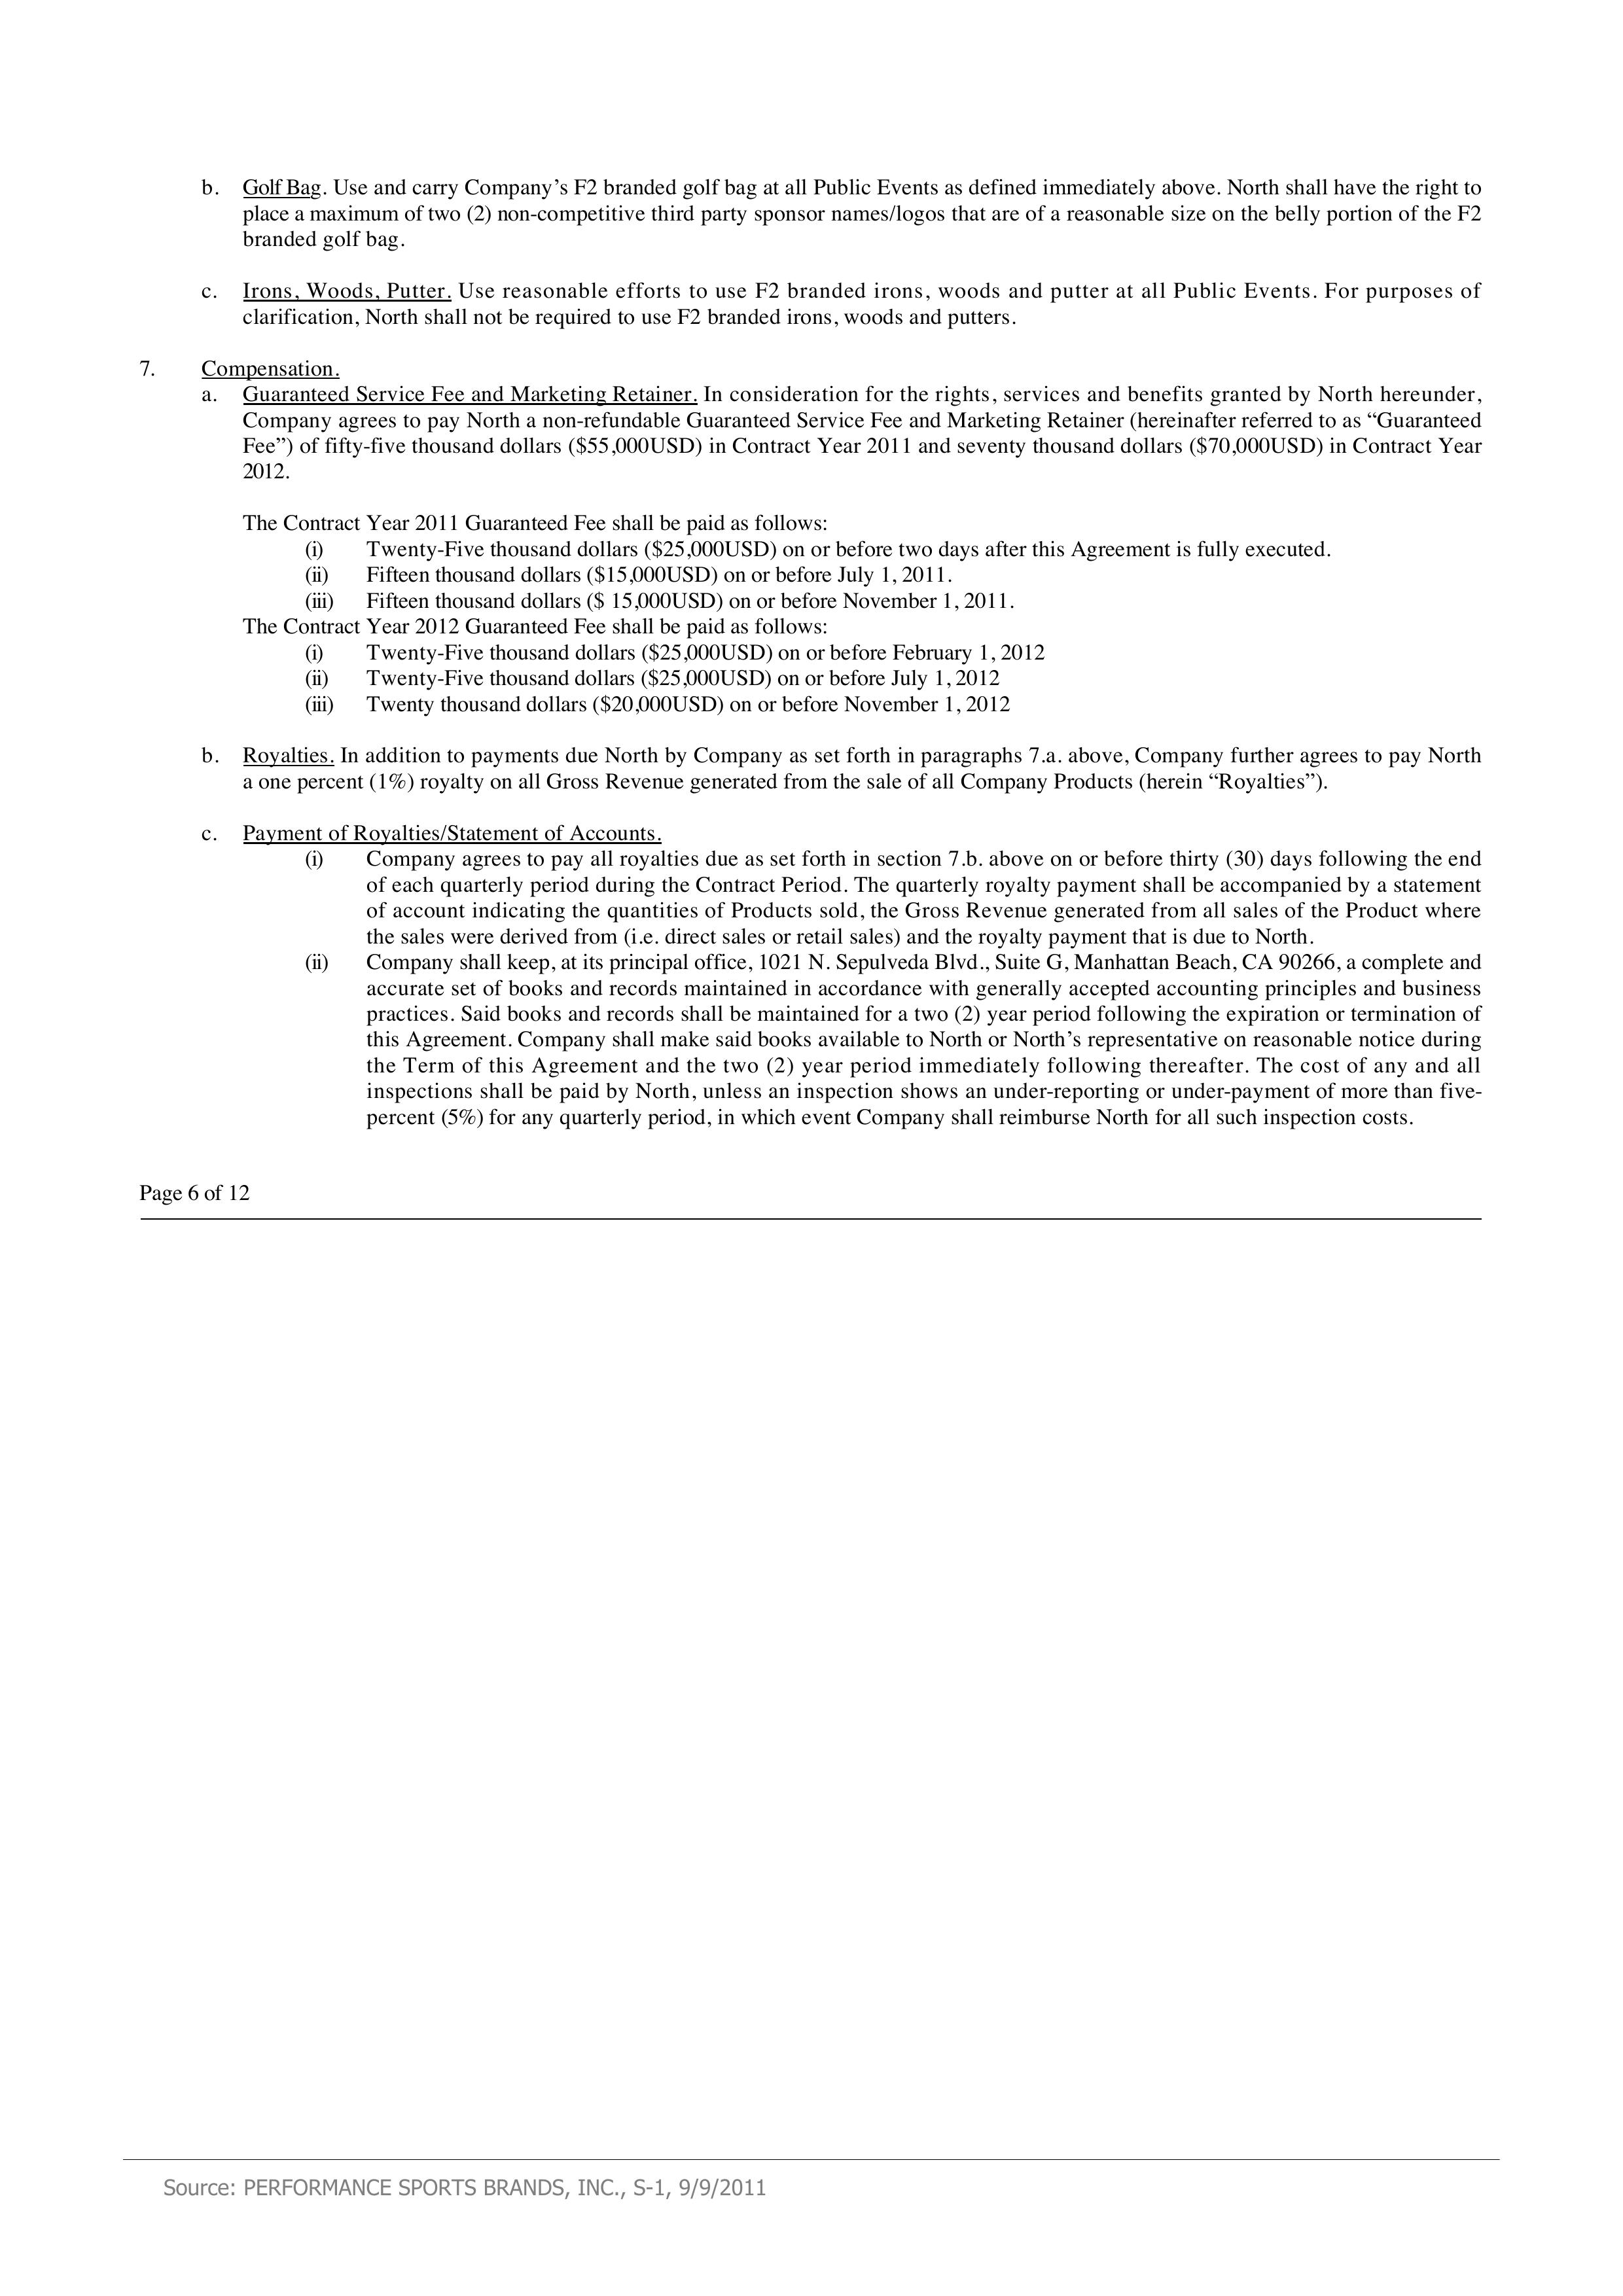 b. Golf Bag. Use and carry Company’s F2 branded golf bag at all Public Events as defined immediately above. North shall have the right to
place a maximum of two (2) non-competitive third party sponsor names/logos that are of a reasonable size on the belly portion of the F2
branded golf bag.
c. Irons, Woods, Putter. Use reasonable efforts to use F2 branded irons, woods and putter at all Public Events. For purposes of
clarification, North shall not be required to use F2 branded irons, woods and putters.
7. Compensation.
a. Guaranteed Service Fee and Marketing Retainer. In consideration for the rights, services and benefits granted by North hereunder,
Company agrees to pay North a non-refundable Guaranteed Service Fee and Marketing Retainer (hereinafter referred to as “Guaranteed
Fee”) of fifty-five thousand dollars ($55,000USD) in Contract Year 2011 and seventy thousand dollars ($70,000USD) in Contract Year
2012.
The Contract Year 2011 Guaranteed Fee shall be paid as follows:
(i) Twenty-Five thousand dollars ($25,000USD) on or before two days after this Agreement is fully executed.
(ii) Fifteen thousand dollars ($15,000USD) on or before July 1, 2011.
(iii) Fifteen thousand dollars ($ 15,000USD) on or before November 1, 2011.
The Contract Year 2012 Guaranteed Fee shall be paid as follows:
(i) Twenty-Five thousand dollars ($25,000USD) on or before February 1, 2012
(ii) Twenty-Five thousand dollars ($25,000USD) on or before July 1, 2012
(iii) Twenty thousand dollars ($20,000USD) on or before November 1, 2012
b. Royalties. In addition to payments due North by Company as set forth in paragraphs 7.a. above, Company further agrees to pay North
a one percent (1%) royalty on all Gross Revenue generated from the sale of all Company Products (herein “Royalties”).
c. Payment of Royalties/Statement of Accounts.
(i) Company agrees to pay all royalties due as set forth in section 7.b. above on or before thirty (30) days following the end
of each quarterly period during the Contract Period. The quarterly royalty payment shall be accompanied by a statement
of account indicating the quantities of Products sold, the Gross Revenue generated from all sales of the Product where
the sales were derived from (i.e. direct sales or retail sales) and the royalty payment that is due to North.
(ii) Company shall keep, at its principal office, 1021 N. Sepulveda Blvd., Suite G, Manhattan Beach, CA 90266, a complete and
accurate set of books and records maintained in accordance with generally accepted accounting principles and business
practices. Said books and records shall be maintained for a two (2) year period following the expiration or termination of
this Agreement. Company shall make said books available to North or North’s representative on reasonable notice during
the Term of this Agreement and the two (2) year period immediately following thereafter. The cost of any and all
inspections shall be paid by North, unless an inspection shows an under-reporting or under-payment of more than five-
percent (5%) for any quarterly period, in which event Company shall reimburse North for all such inspection costs.
Page 6 of 12
Source: PERFORMANCE SPORTS BRANDS, INC., S-1, 9/9/2011